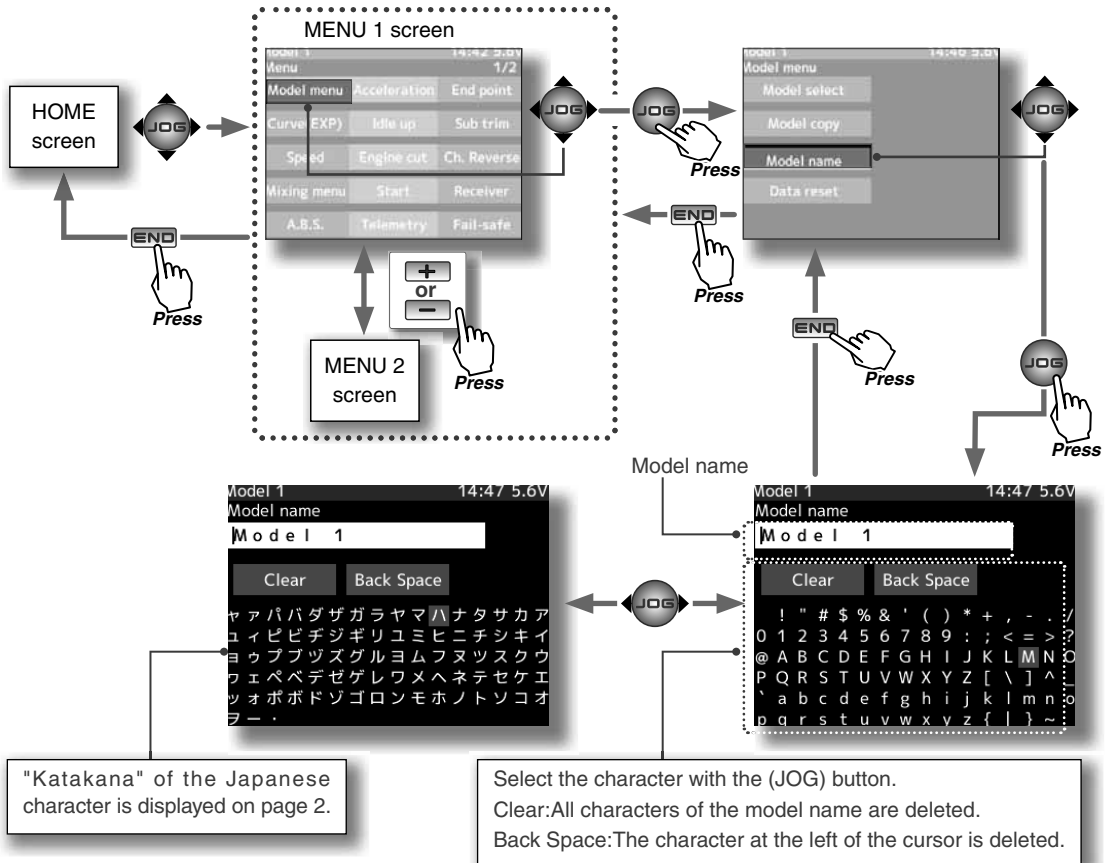 MENU 1 screen
HOME
screen
JOG
Model 1 14:42 5.6V
Menu 1/2
Model menu Acceleration End point
Curve(EXP) Idle up Sub trim
Speed Engine cut Ch. Reverse
Mixing menu Start Receiver
A.B.S. Telemetry Fail-safe
JOG
JOG
Press
Model 1 14:46 5.6V
Model menu
Model select
Model copy
Model name
Data reset
JOG
END
Press
END
Press
+
or
−
Press
MENU 2
screen
END
Press
JOG
Press
Model name
Model 1 14:47 5.6V
Model name
Model 1
Clear Back Space
ャァパバダザガラヤマハナタサカア
ュィピビヂジギリユミヒニチシキイ
ョゥプブヅズグルヨムフヌツスクウ
ヮェペベデゼゲレワメヘネテセケエ
ッォポボドゾゴロンモホノトソコオ
ヲー・
JOG
Model 1 14:47 5.6V
Model name
Model 1
Clear Back Space
! " # $ % & ' ( ) * + , - . /
0 1 2 3 4 5 6 7 8 9 : ; < = > ?
@ A B C D E F G H I J K L M N O
P Q R S T U V W X Y Z [ \ ] ^ _
` a b c d e f g h i j k l m n o
p q r s t u v w x y z { | } ~
"Katakana" of the Japanese
character is displayed on page 2.
Select the character with the (JOG) button.
Clear:All characters of the model name are deleted.
Back Space:The character at the left of the cursor is deleted.